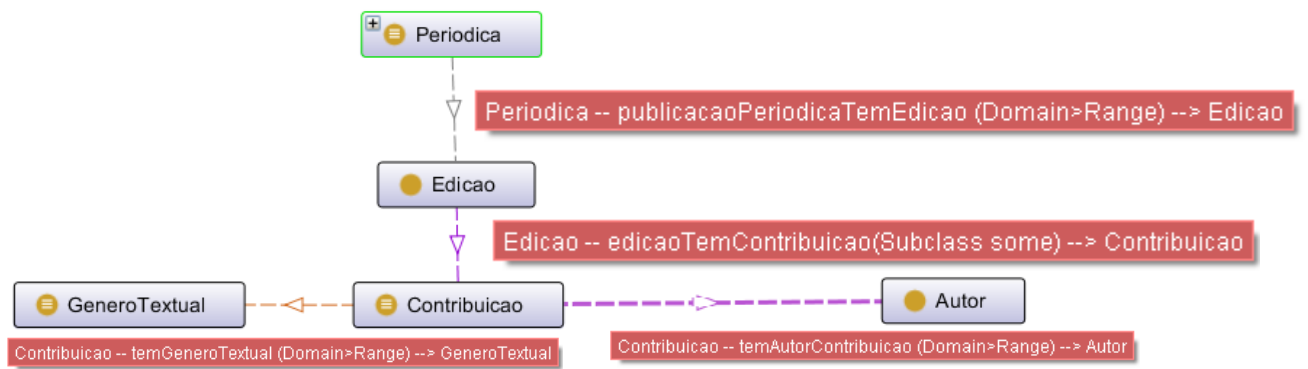 Periodica
Periodica -- publicacaoPeriodicaTemEdicao (Domain>Range) --> Edicao
Edicao
Edicao -- edicaoTemContribuicao(Subclass some) --> Contribuicao
GeneroTextual
Contribuicao
Autor
Contribuicao -- temGeneroTextual (Domain>Range) --> GeneroTextual
Contribuicao -- temAutorContribuicao (Domain>Range) --> Autor